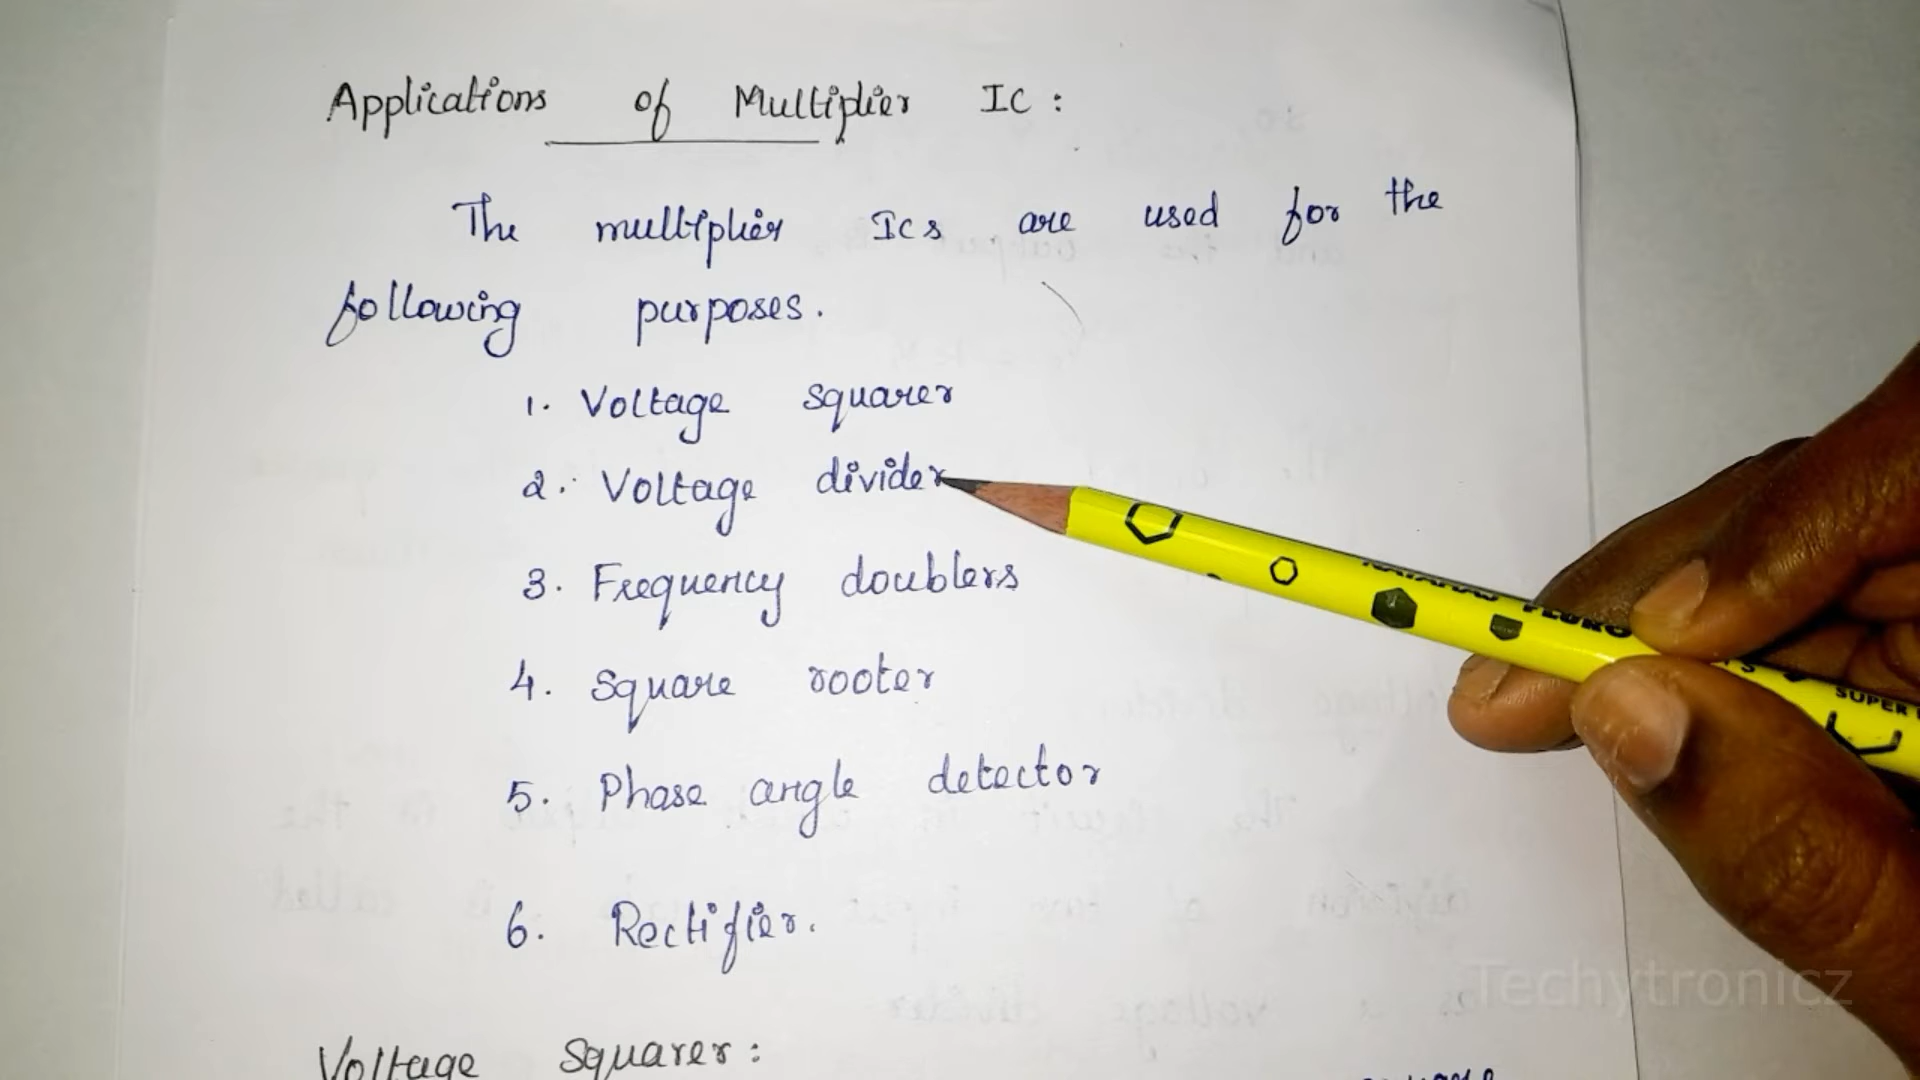 Applications of Multiplier IC:
The multiplier ICs are used for the
following purposes.
1. Voltage squarer
2. Voltage divider
3. Frequency doublers
4. Square rooter
5. Phase angle detector
6. Rectifier.
Voltage Squarer:
SUPER
Techytronicz